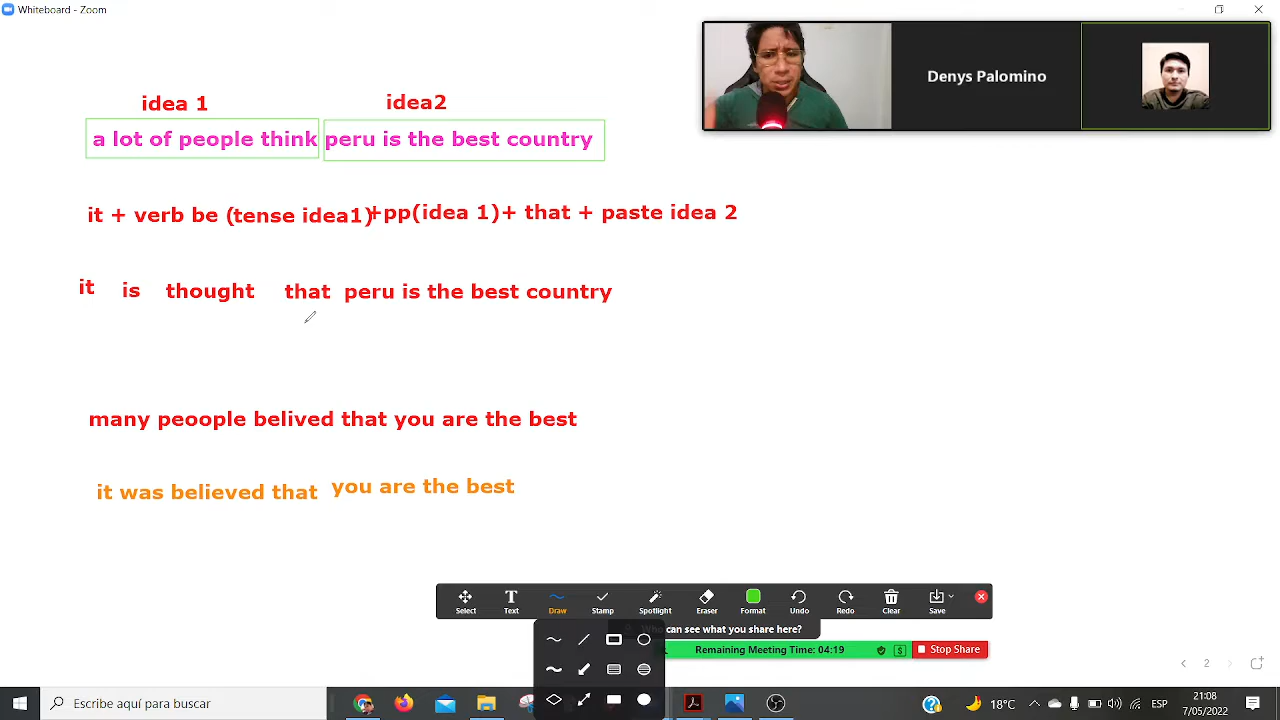 Whiteboard - Zoom
Denys Palomino
idea 1 idea2
a lot of people think peru is the best country
it + verb be (tense idea1) +pp(idea 1)+ that + paste idea 2
it is thought that peru is the best country
many peoople belived that you are the best
it was believed that you are the best
Select Text Draw Stamp Spotlight Eraser Format Undo Redo Clear Save
Who can see what you share here?
Remaining Meeting Time: 04:19 Stop Share
2
Escribe aquí para buscar
18°C ESP 21:08
7/05/2022